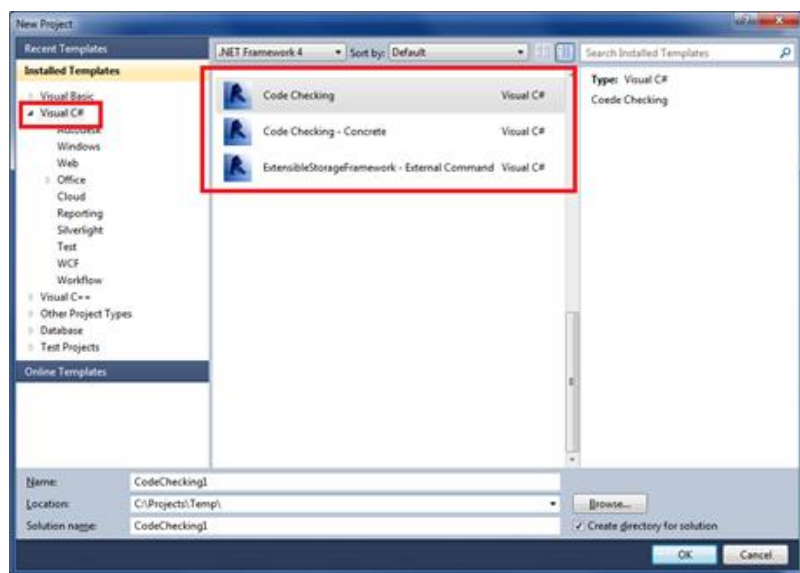 New Project
Recent Templates
.NET Framework 4
Sort by: Default
Search Installed Templates
Installed Templates
Visual Basic
Visual C#
Autodesk
Windows
Web
Office
Cloud
Reporting
Silverlight
Test
WCF
Workflow
Visual C++
Other Project Types
Database
Test Projects
Online Templates
Code Checking Visual C#
Code Checking - Concrete Visual C#
ExtensibleStorageFramework - External Command Visual C#
Type: Visual C#
Coede Checking
Name: CodeChecking1
Location: C:\Projects\Temp\
Browse...
Solution name: CodeChecking1
Create directory for solution
OK Cancel